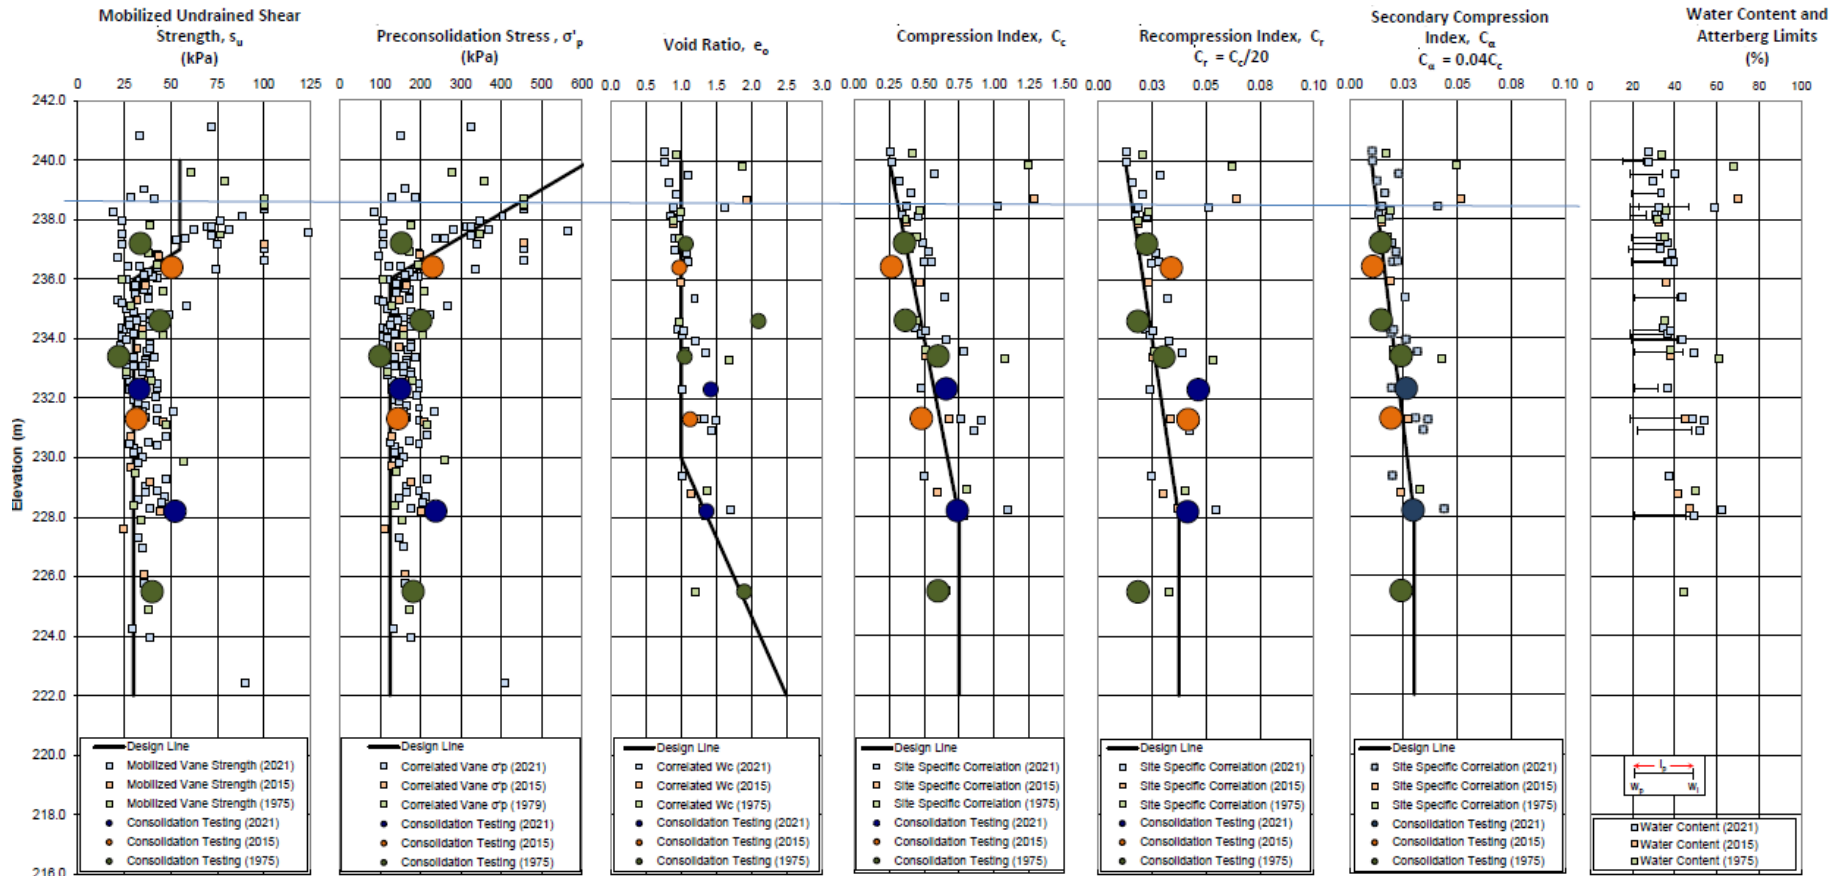 Mobilized Undrained Shear
Strength, su
(kPa)
0 25 50 75 100 125
Preconsolidation Stress , σ'p
(kPa)
0 100 200 300 400 500 600
Void Ratio, eo
0.0 0.5 1.0 1.5 2.0 2.5 3.0
Compression Index, Cc
0.00 0.25 0.50 0.75 1.00 1.25 1.50
Recompression Index, Cr
Cr = Cc/20
0.00 0.03 0.05 0.08 0.10
Secondary Compression
Index, Cα
Cα = 0.04Cc
0.00 0.03 0.05 0.08 0.10
Water Content and
Atterberg Limits
(%)
0 20 40 60 80 100
Elevation (m)
242.0
240.0
238.0
236.0
234.0
232.0
230.0
228.0
226.0
224.0
222.0
220.0
218.0
216.0
Design Line
Mobilized Vane Strength (2021)
Mobilized Vane Strength (2015)
Mobilized Vane Strength (1975)
Consolidation Testing (2021)
Consolidation Testing (2015)
Consolidation Testing (1975)
Design Line
Correlated Vane σ'p (2021)
Correlated Vane σ'p (2015)
Correlated Vane σ'p (1979)
Consolidation Testing (2021)
Consolidation Testing (2015)
Consolidation Testing (1975)
Design Line
Correlated Wc (2021)
Correlated Wc (2015)
Correlated Wc (1975)
Consolidation Testing (2021)
Consolidation Testing (2015)
Consolidation Testing (1975)
Design Line
Site Specific Correlation (2021)
Site Specific Correlation (2015)
Site Specific Correlation (1975)
Consolidation Testing (2021)
Consolidation Testing (2015)
Consolidation Testing (1975)
Design Line
Site Specific Correlation (2021)
Site Specific Correlation (2015)
Site Specific Correlation (1975)
Consolidation Testing (2021)
Consolidation Testing (2015)
Consolidation Testing (1975)
Design Line
Site Specific Correlation (2021)
Site Specific Correlation (2015)
Site Specific Correlation (1975)
Consolidation Testing (2021)
Consolidation Testing (2015)
Consolidation Testing (1975)
Ip
wp wl
Water Content (2021)
Water Content (2015)
Water Content (1975)